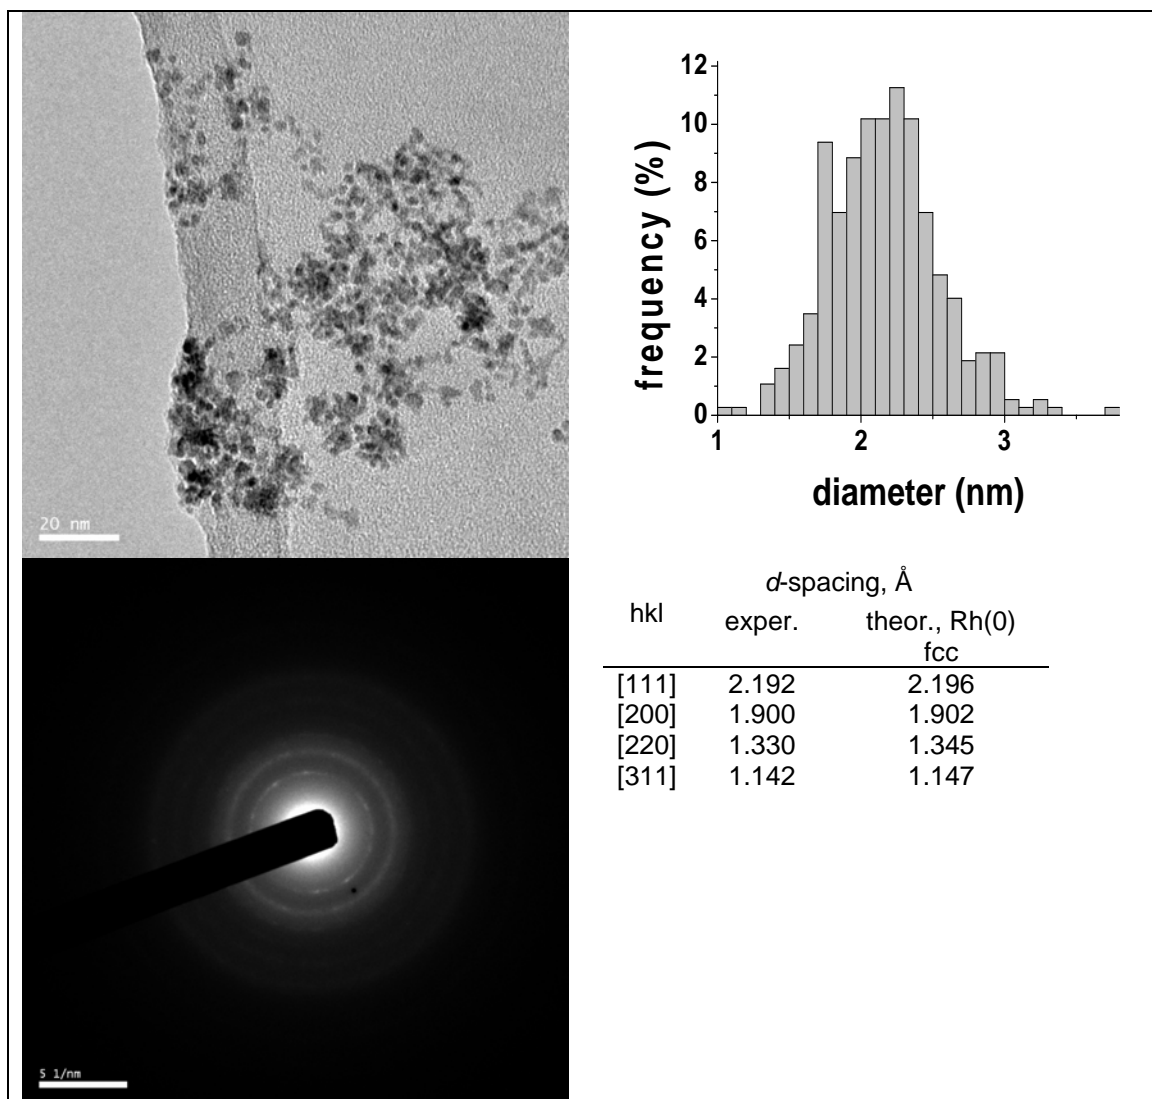 20 nm
12
10
8
6
4
2
0
frequency (%)
1 2 3
diameter (nm)
d-spacing, Å
hkl exper. theor., Rh(0)
fcc
[111] 2.192 2.196
[200] 1.900 1.902
[220] 1.330 1.345
[311] 1.142 1.147
5 1/nm